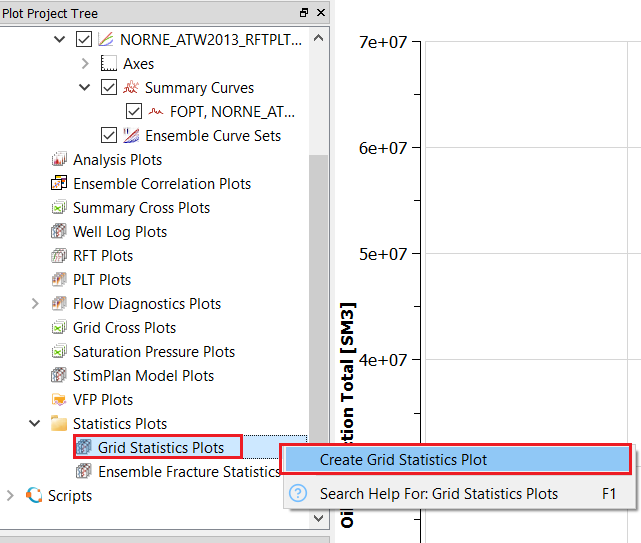 Plot Project Tree
NORNE_ATW2013_RFTPLT...
Axes
Summary Curves
FOPT, NORNE_AT...
Ensemble Curve Sets
Analysis Plots
Ensemble Correlation Plots
Summary Cross Plots
Well Log Plots
RFT Plots
PLT Plots
Flow Diagnostics Plots
Grid Cross Plots
Saturation Pressure Plots
StimPlan Model Plots
VFP Plots
Statistics Plots
Grid Statistics Plots
Ensemble Fracture Statistics
Scripts
Create Grid Statistics Plot
Search Help For: Grid Statistics Plots F1
7e+07
6e+07
5e+07
4e+07
Oi ction Total [SM3]